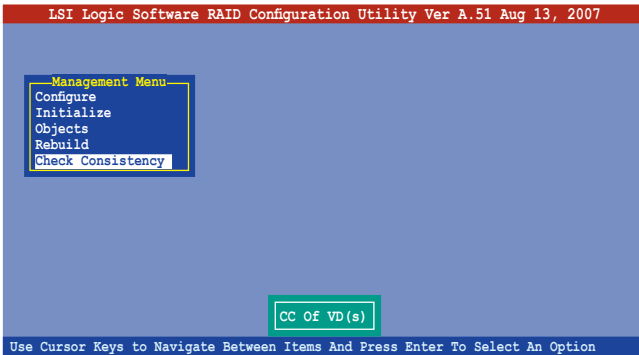 LSI Logic Software RAID Configuration Utility Ver A.51 Aug 13, 2007
Management Menu
Configure
Initialize
Objects
Rebuild
Check Consistency
CC Of VD(s)
Use Cursor Keys to Navigate Between Items And Press Enter To Select An Option